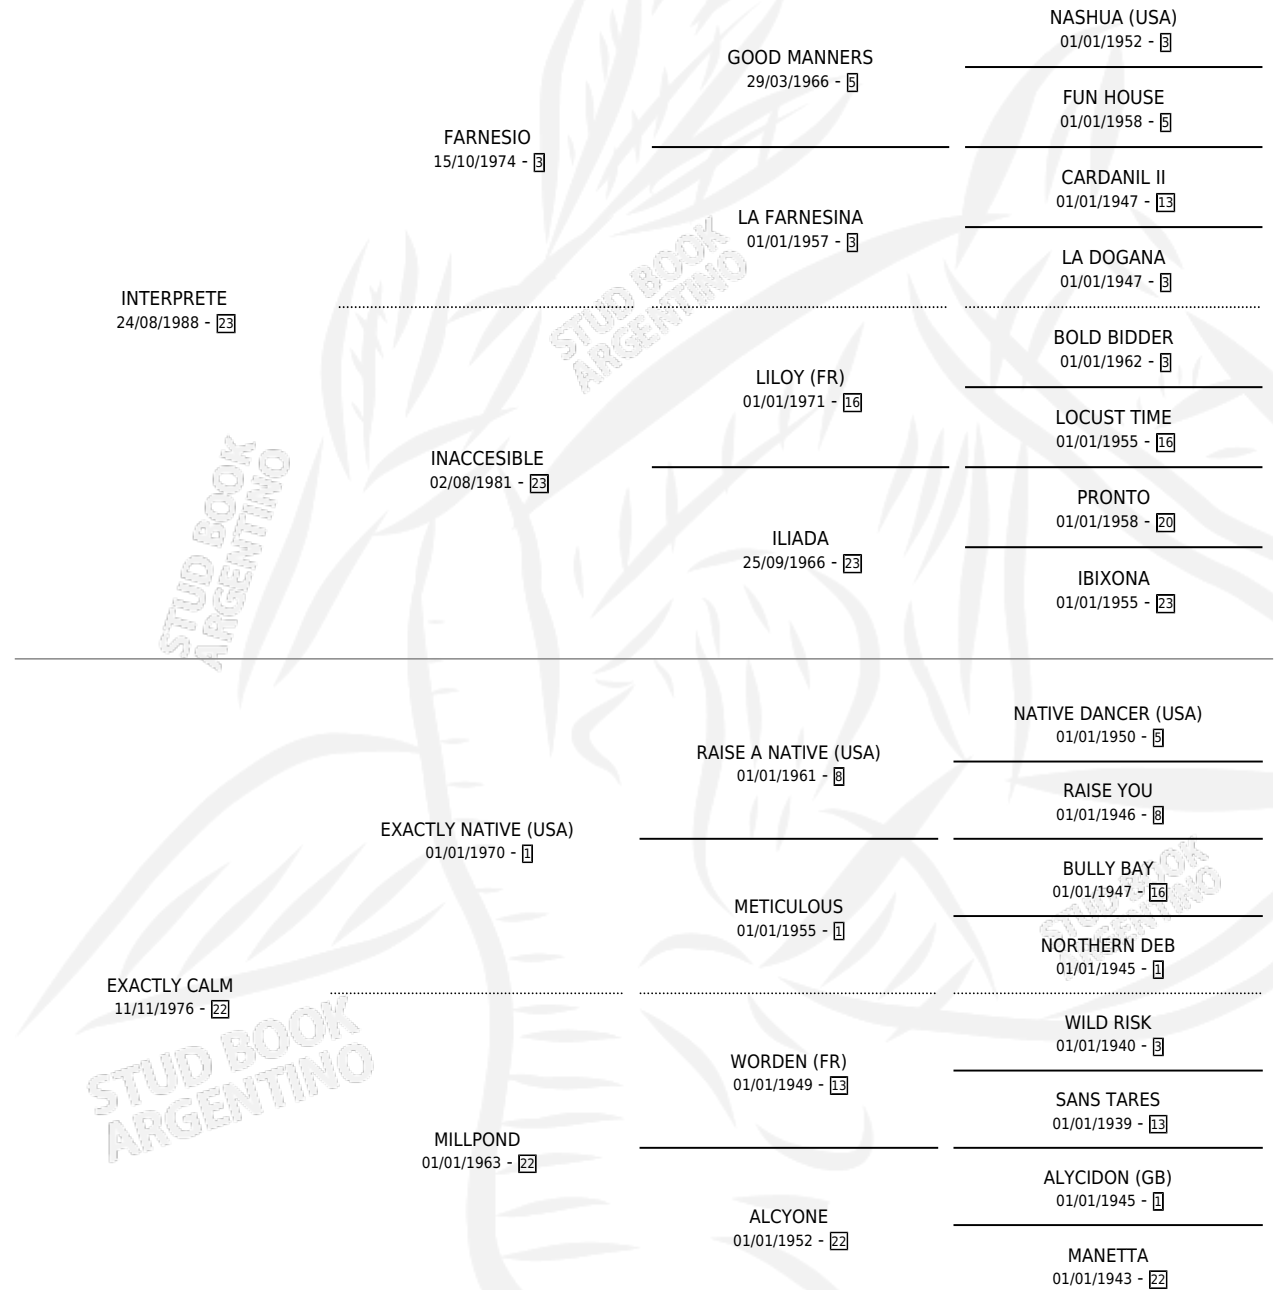 NASHUA (USA)
01/01/1952 - 3
GOOD MANNERS
29/03/1966 - 5
FUN HOUSE
01/01/1958 - 5
FARNESIO
15/10/1974 - 3
CARDANIL II
01/01/1947 - 13
LA FARNESINA
01/01/1957 - 3
LA DOGANA
01/01/1947 - 3
INTERPRETE
24/08/1988 - 23
BOLD BIDDER
01/01/1962 - 3
LILOY (FR)
01/01/1971 - 16
LOCUST TIME
01/01/1955 - 16
INACCESIBLE
02/08/1981 - 23
PRONTO
01/01/1958 - 20
ILIADA
25/09/1966 - 23
IBIXONA
01/01/1955 - 23
NATIVE DANCER (USA)
01/01/1950 - 5
RAISE A NATIVE (USA)
01/01/1961 - 8
RAISE YOU
01/01/1946 - 8
EXACTLY NATIVE (USA)
01/01/1970 - 1
BULLY BAY
01/01/1947 - 16
METICULOUS
01/01/1955 - 1
NORTHERN DEB
01/01/1945 - 1
EXACTLY CALM
11/11/1976 - 22
WILD RISK
01/01/1940 - 3
WORDEN (FR)
01/01/1949 - 13
SANS TARES
01/01/1939 - 13
MILLPOND
01/01/1963 - 22
ALYCIDON (GB)
01/01/1945 - 1
ALCYONE
01/01/1952 - 22
MANETTA
01/01/1943 - 22
STUD BOOK
ARGENTINO
STUD BOOK
ARGENTINO
STUD BOOK
ARGENTINO
STUD BOOK
ARGENTINO